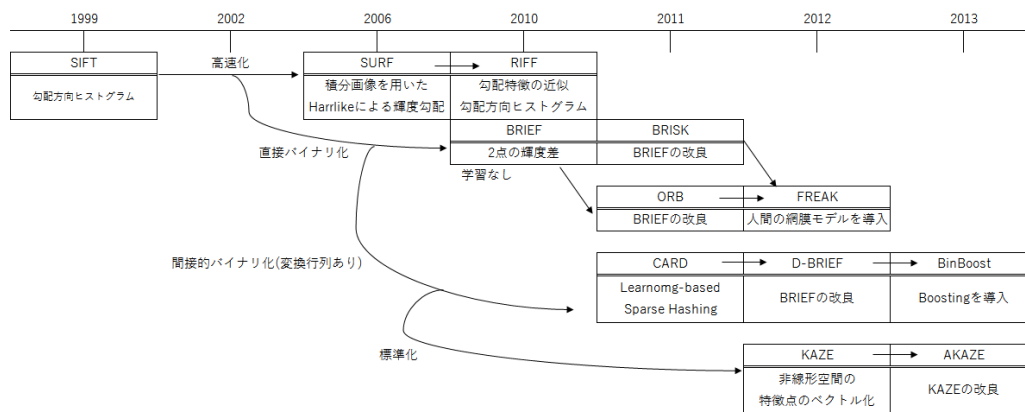 1999 2002 2006 2010 2011 2012 2013
SIFT
高速化
SURF
RIFF
勾配方向ヒストグラム
積分画像を用いた
Harrlikeによる輝度勾配
勾配特徴の近似
勾配方向ヒストグラム
BRIEF
BRISK
直接バイナリ化
2点の輝度差
BRIEFの改良
学習なし
ORB
FREAK
BRIEFの改良
人間の網膜モデルを導入
間接的バイナリ化(変換行列あり)
CARD
D-BRIEF
BinBoost
Learnomg-based
Sparse Hashing
BRIEFの改良
Boostingを導入
標準化
KAZE
AKAZE
非線形空間の
特徴点のベクトル化
KAZEの改良